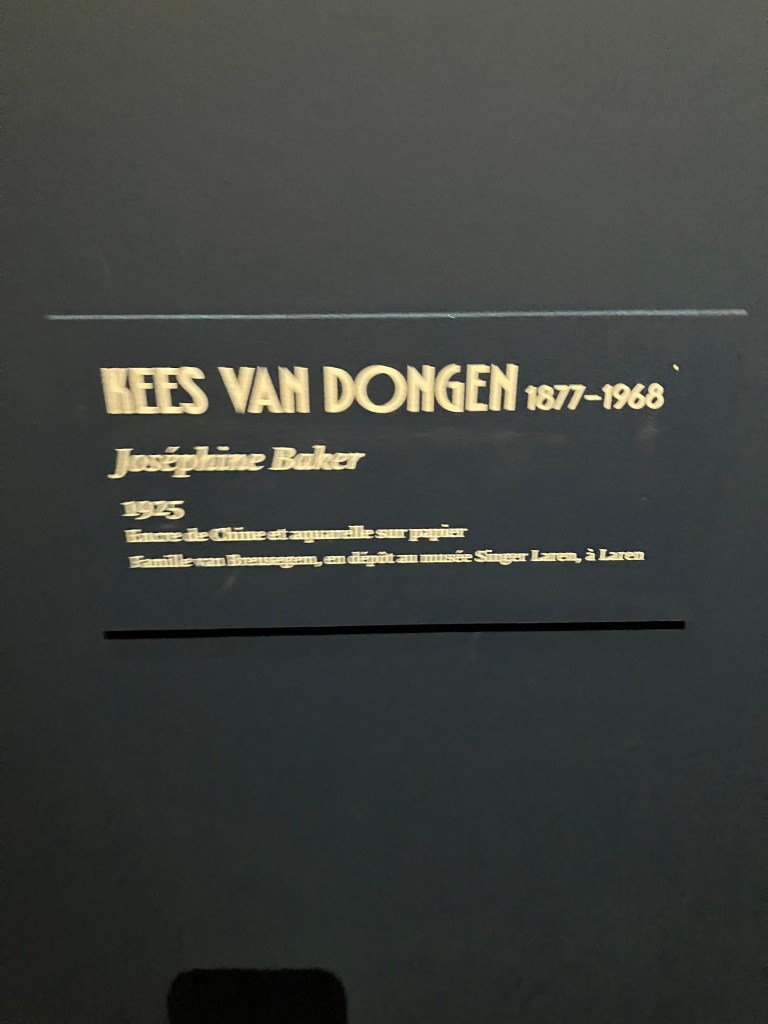 KEES VAN DONGEN 1877–1968
Joséphine Baker
1925
Encre de Chine et aquarelle sur papier
Famille van Breusegen, en dépôt au musée Singer Laren, à Laren